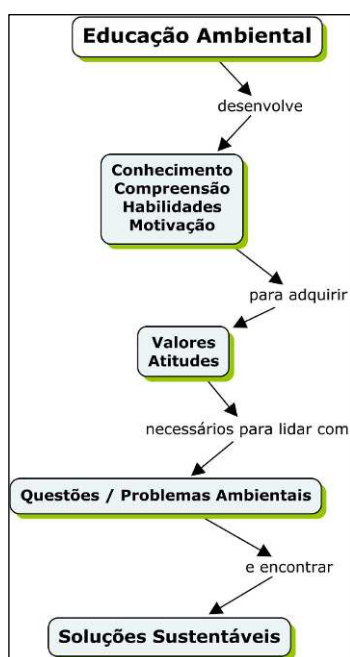 Educação Ambiental
desenvolve
Conhecimento
Compreensão
Habilidades
Motivação
para adquirir
Valores
Atitudes
necessários para lidar com
Questões / Problemas Ambientais
e encontrar
Soluções Sustentáveis